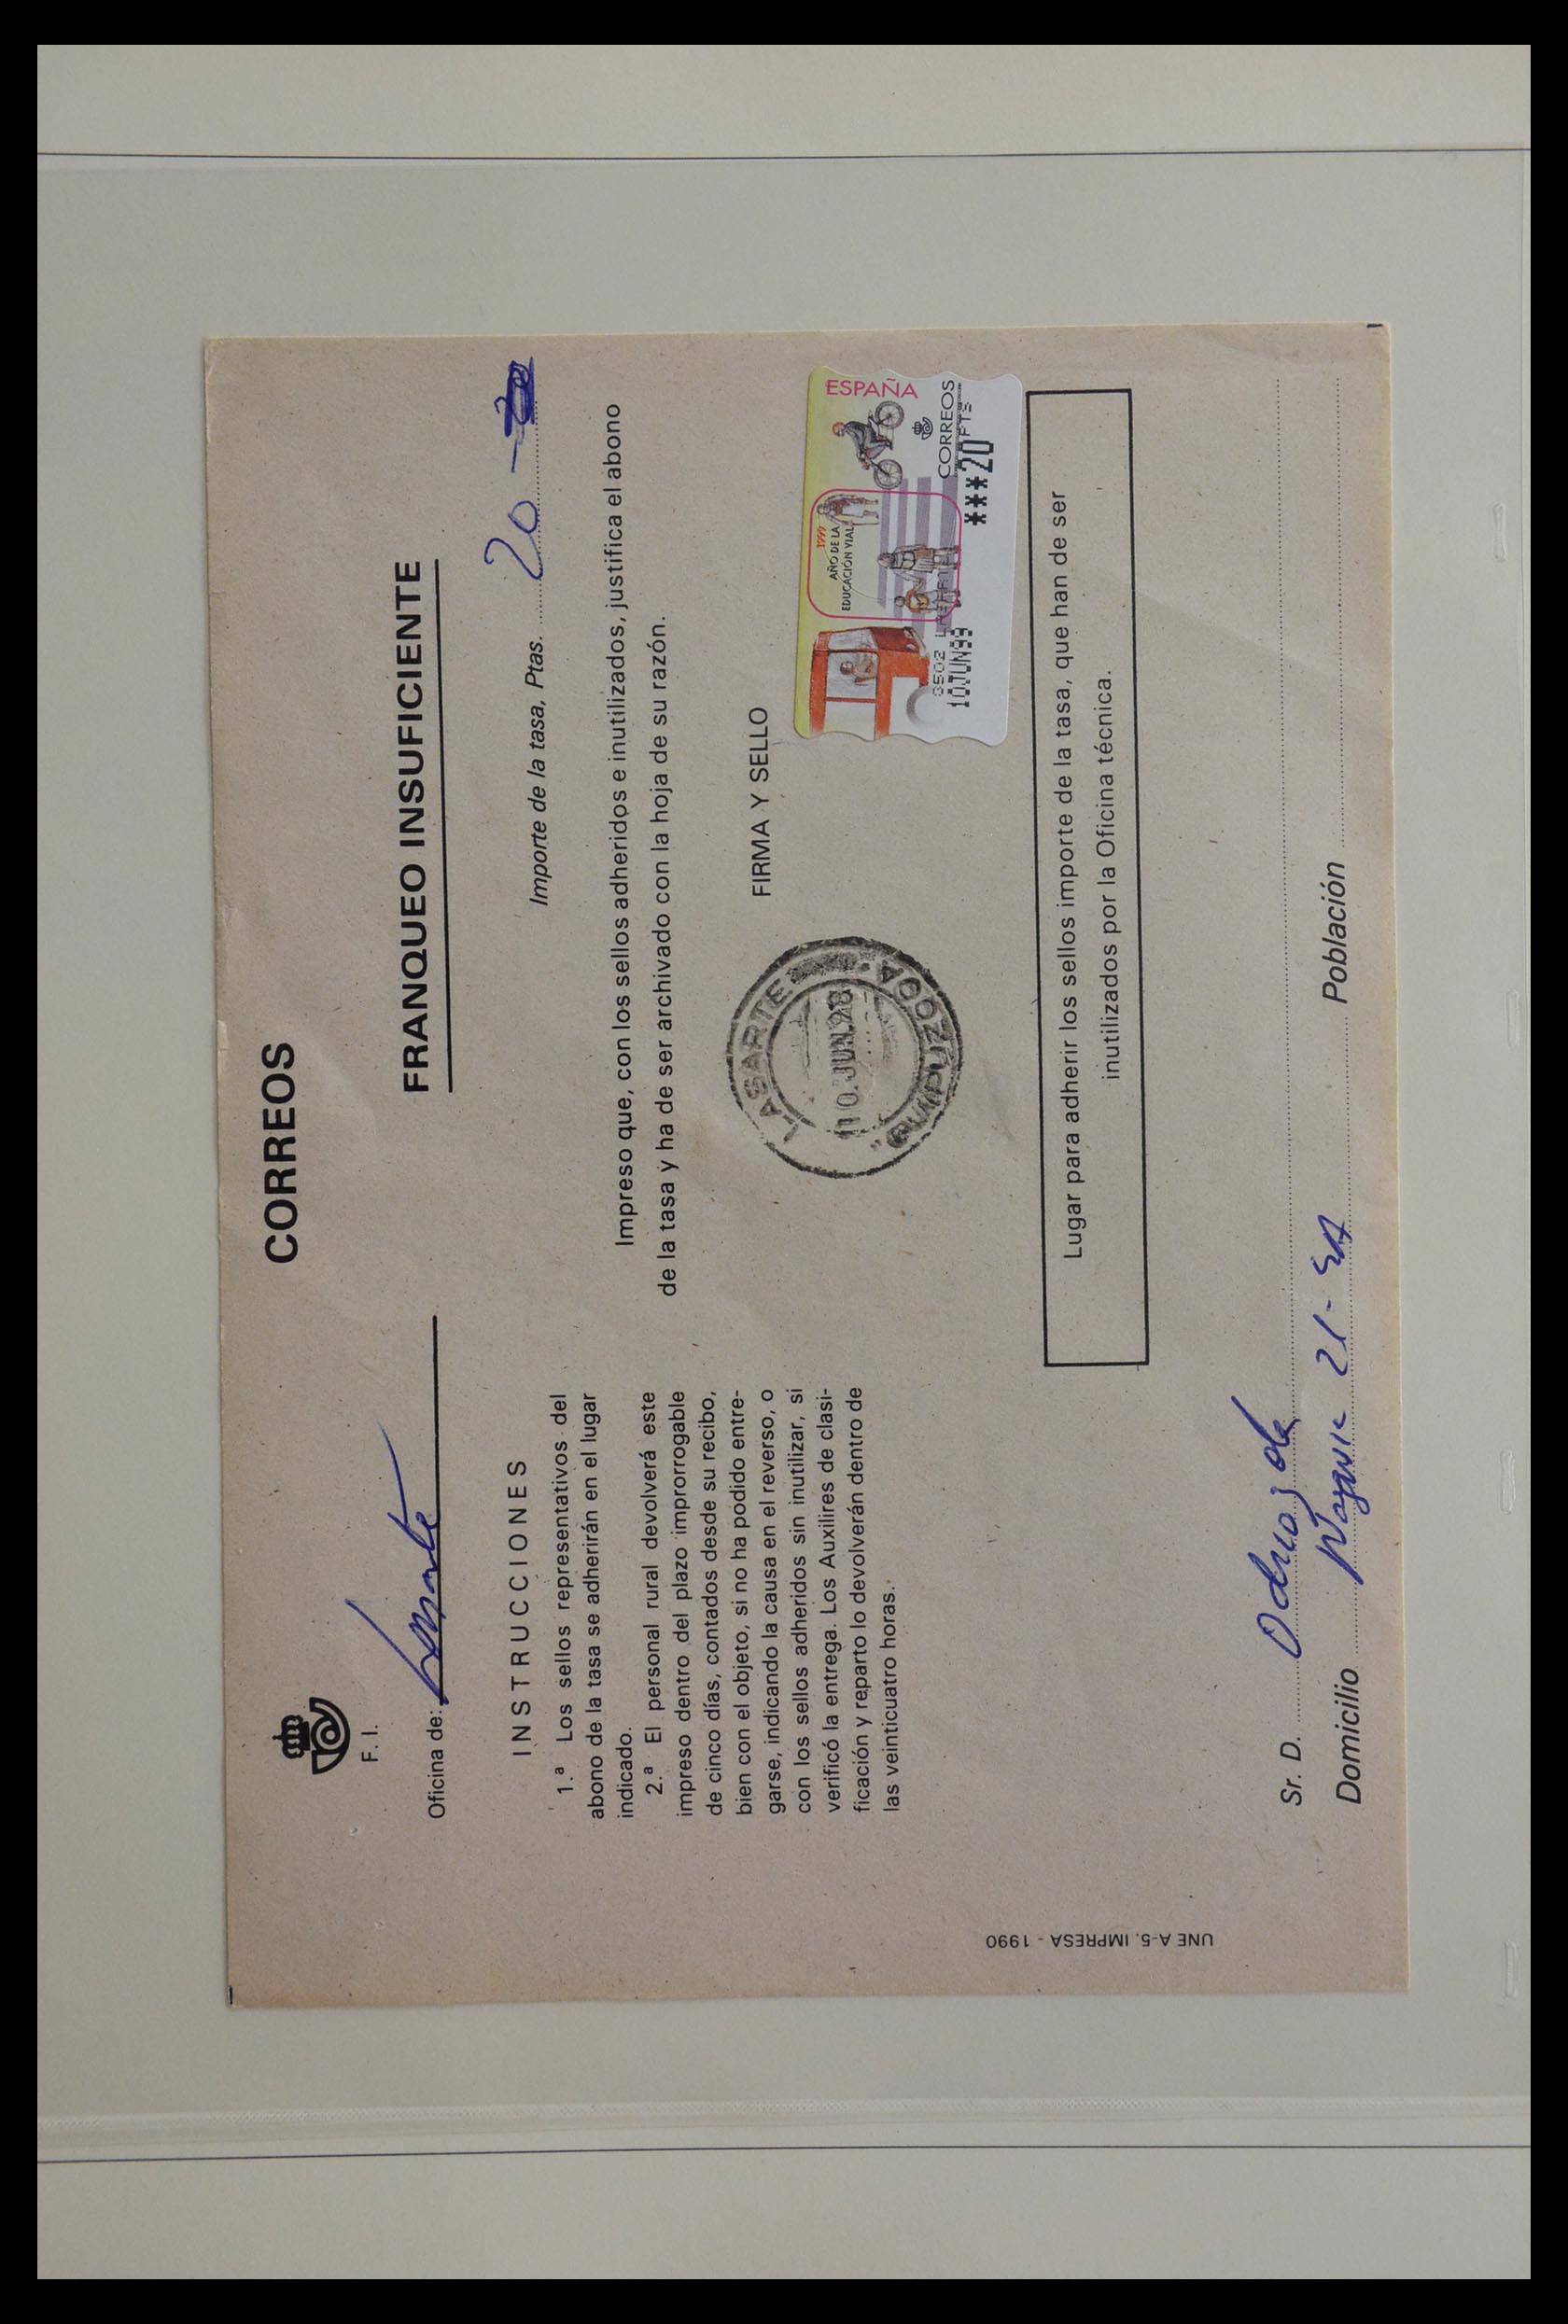 CORREOS
F. I.
Oficina de: Lasarte
FRANQUEO INSUFICIENTE
INSTRUCCIONES
1.ª Los sellos representativos del
abono de la tasa se adherirán en el lugar
indicado.
2.ª El personal rural devolverá este
impreso dentro del plazo improrrogable
de cinco días, contados desde su recibo,
bien con el objeto, si no ha podido entre-
garse, indicando la causa en el reverso, o
con los sellos adheridos sin inutilizar, si
verificó la entrega. Los Auxilires de clasi-
ficación y reparto lo devolverán dentro de
las veinticuatro horas.
Importe de la tasa, Ptas. 20 -
Impreso que, con los sellos adheridos e inutilizados, justifica el abono
de la tasa y ha de ser archivado con la hoja de su razón.
FIRMA Y SELLO
LASARTE
10. JUN. 98
GUIPUZCOA
ESPAÑA
1999
AÑO DE LA
EDUCACIÓN VIAL
CORREOS
PTS
***20
10JUN99
Lugar para adherir los sellos importe de la tasa, que han de ser
inutilizados por la Oficina técnica.
Sr. D.
Domicilio 21-
Población
UNE A-5. IMPRESA - 1990